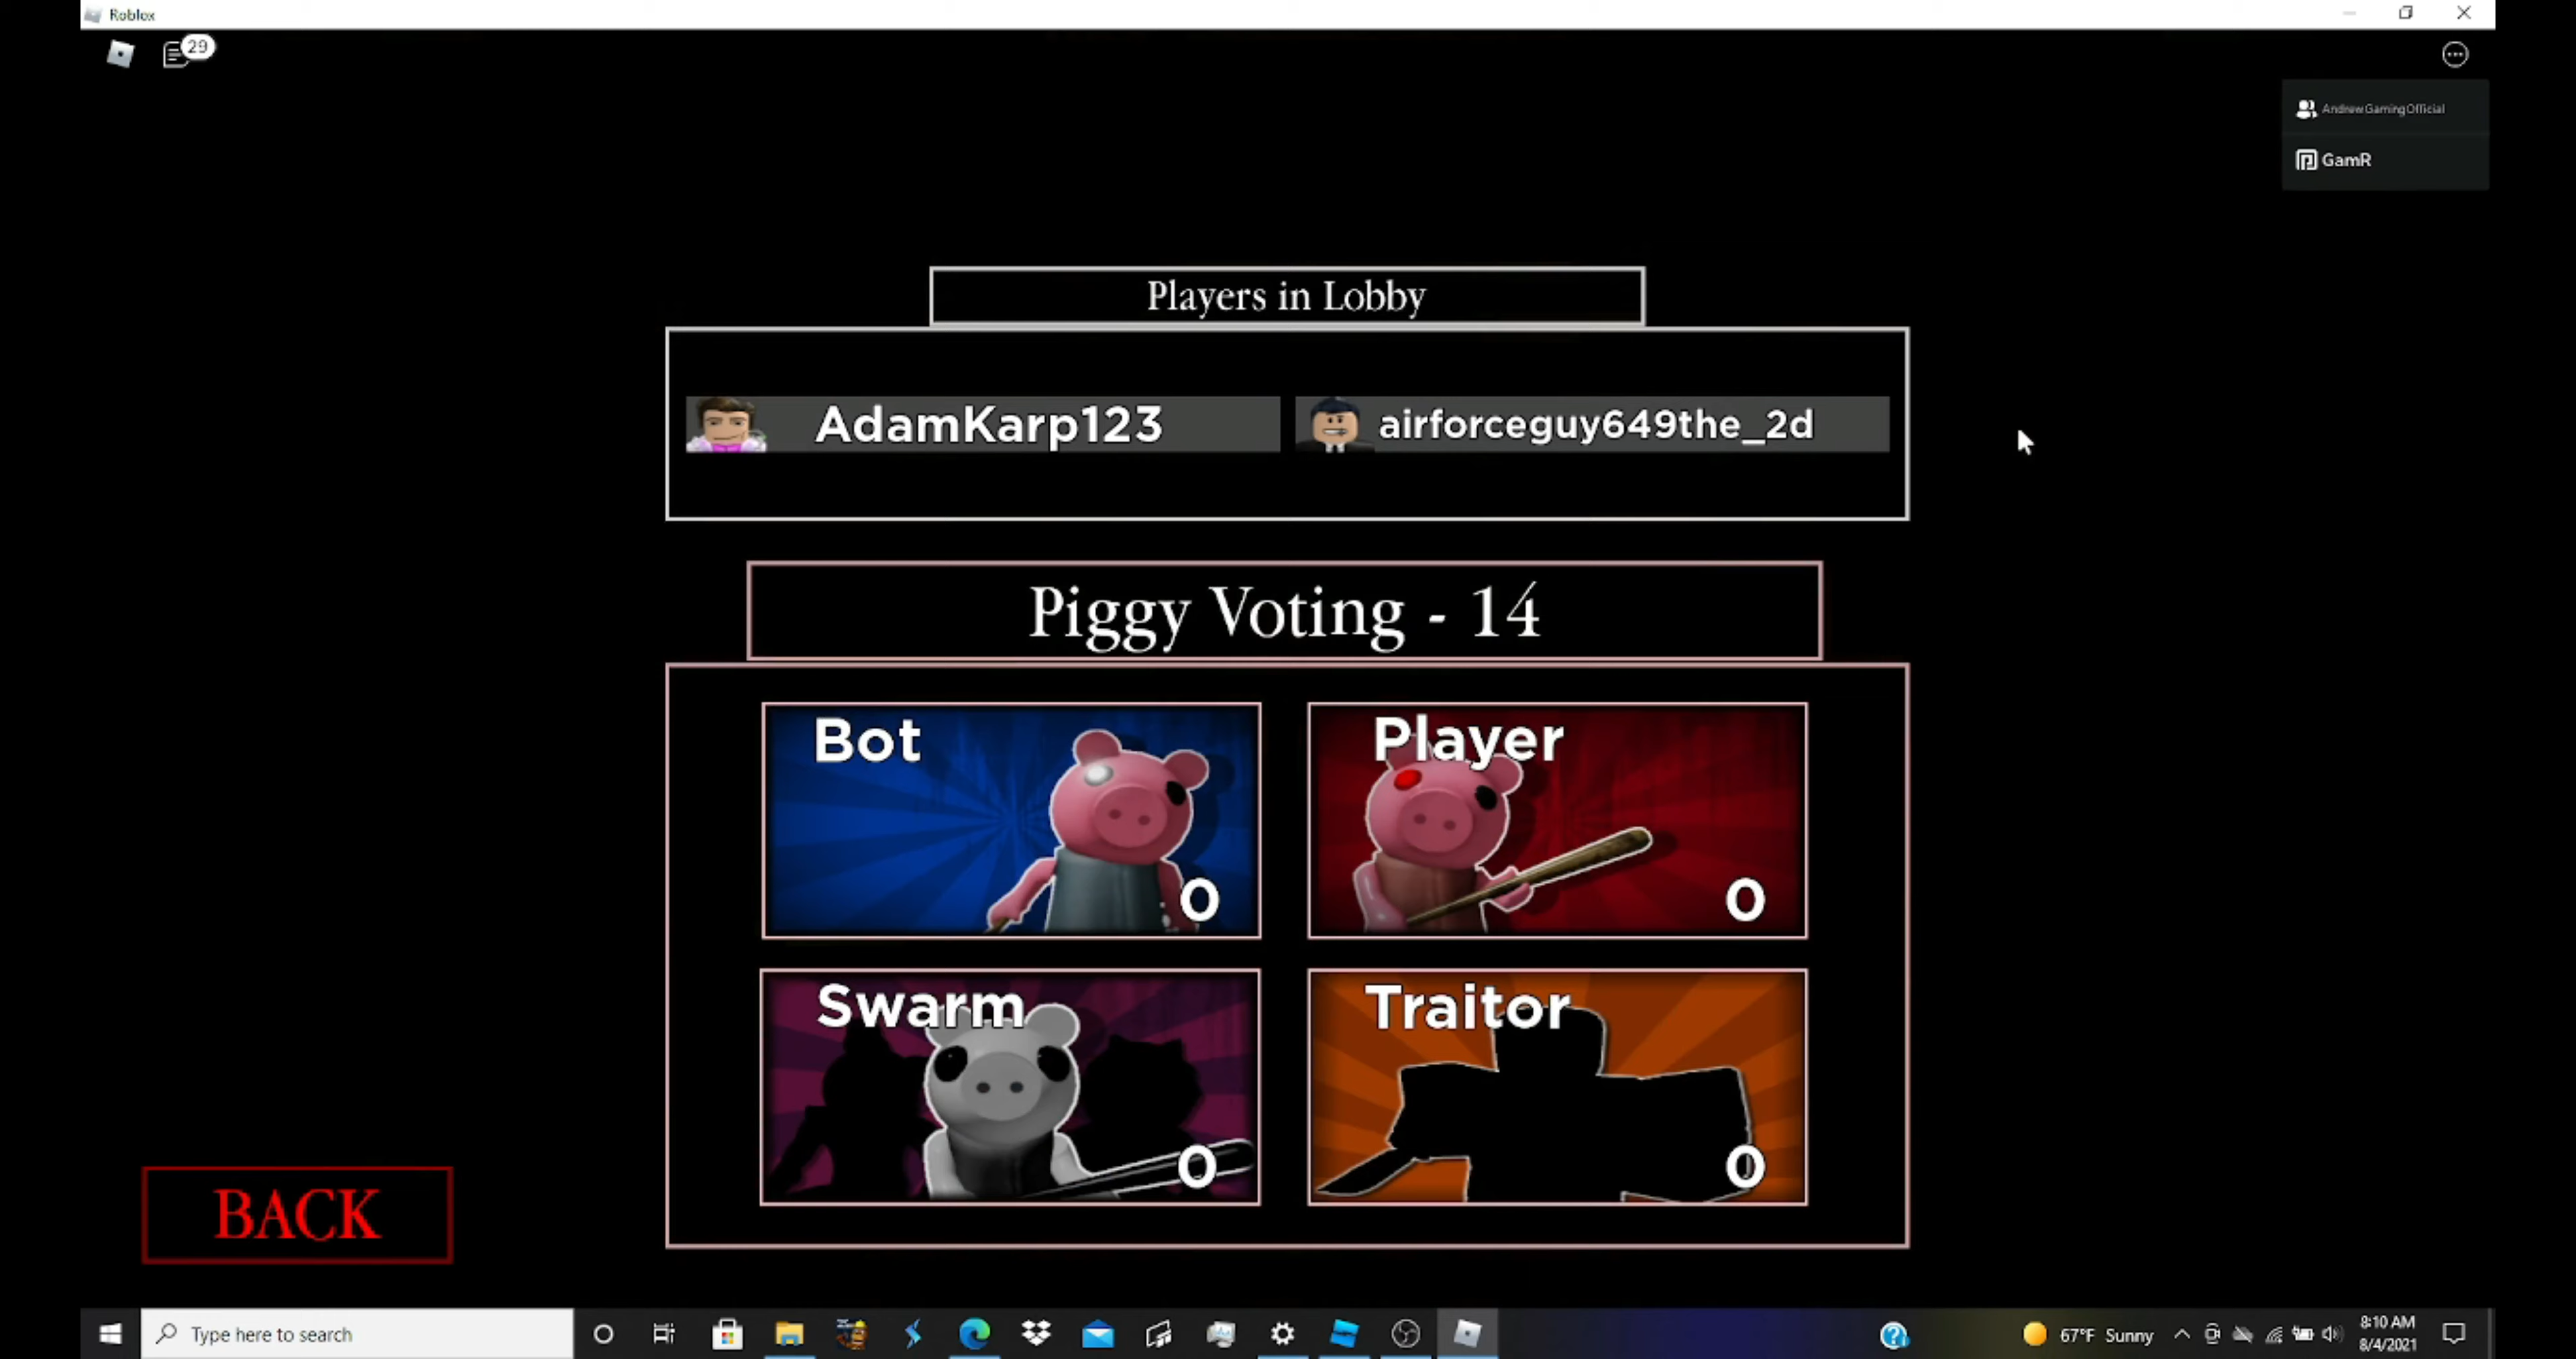 Roblox
29
AndrewGamingOfficial
GamR
Players in Lobby
AdamKarp123
airforceguy649the_2d
Piggy Voting - 14
Bot
0
Player
0
Swarm
0
Traitor
0
BACK
Type here to search
67°F Sunny
8:10 AM
8/4/2021